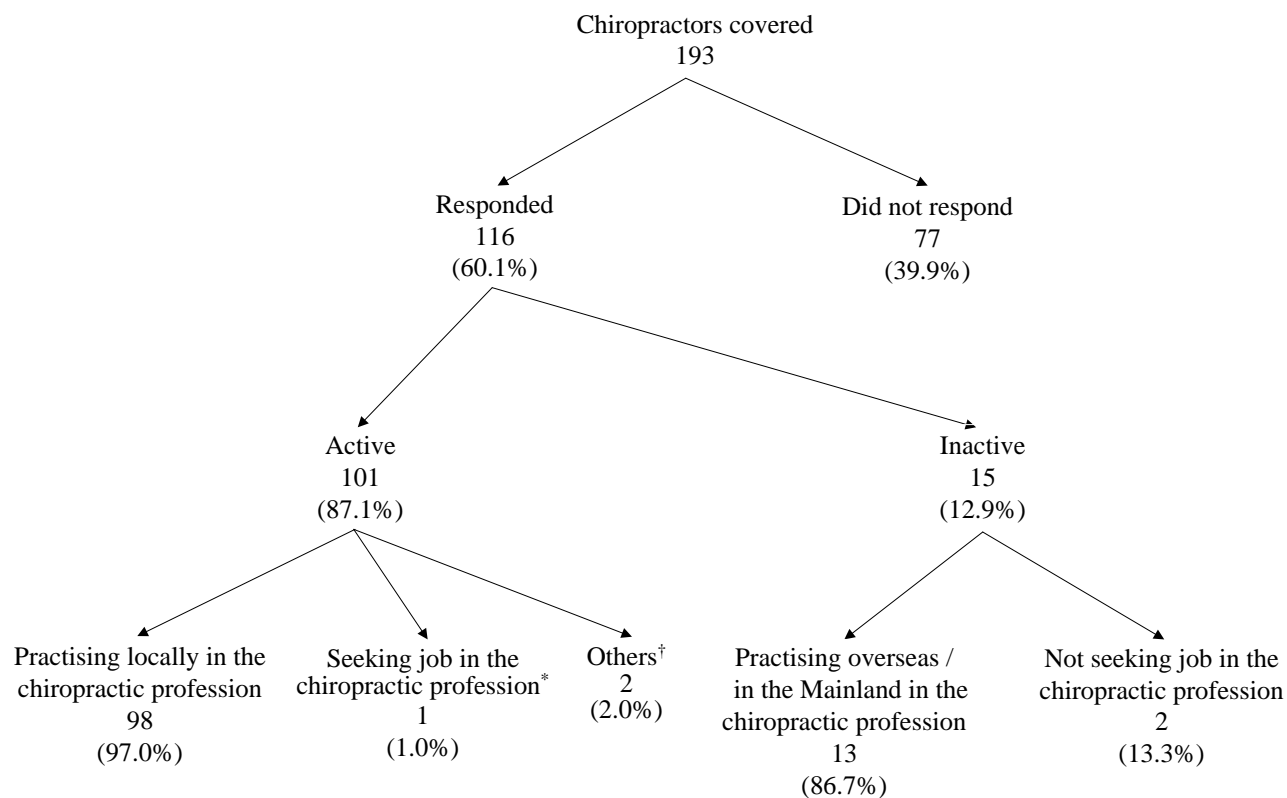 Chiropractors covered
193
Responded
116
(60.1%)
Did not respond
77
(39.9%)
Active
101
(87.1%)
Inactive
15
(12.9%)
Practising locally in the
chiropractic profession
98
(97.0%)
Seeking job in the
chiropractic profession*
1
(1.0%)
Others†
2
(2.0%)
Practising overseas /
in the Mainland in the
chiropractic profession
13
(86.7%)
Not seeking job in the
chiropractic profession
2
(13.3%)